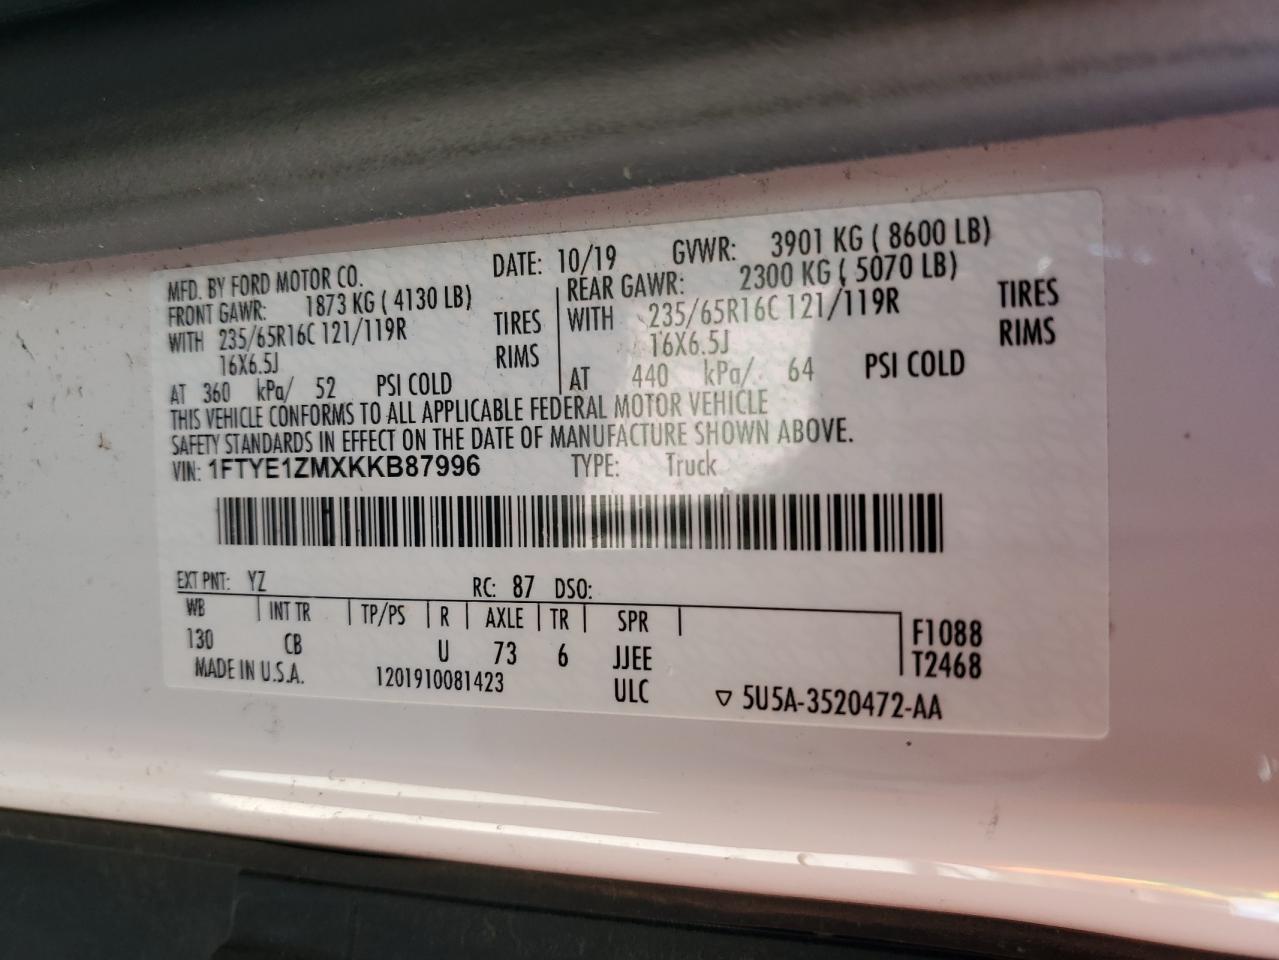 MFD. BY FORD MOTOR CO. DATE: 10/19 GVWR: 3901 KG ( 8600 LB)
FRONT GAWR: 1873 KG ( 4130 LB) REAR GAWR: 2300 KG ( 5070 LB)
WITH 235/65R16C 121/119R TIRES WITH 235/65R16C 121/119R TIRES
16X6.5J RIMS 16X6.5J RIMS
AT 360 kPa/ 52 PSI COLD AT 440 kPa/ 64 PSI COLD
THIS VEHICLE CONFORMS TO ALL APPLICABLE FEDERAL MOTOR VEHICLE
SAFETY STANDARDS IN EFFECT ON THE DATE OF MANUFACTURE SHOWN ABOVE.
VIN: 1FTYE1ZMXKKB87996 TYPE: Truck
EXT PNT: YZ RC: 87 DSO:
WB INT TR TP/PS R AXLE TR SPR F1088
130 CB U 73 6 JJEE T2468
MADE IN U.S.A. 1201910081423 ULC ▽ 5U5A-3520472-AA